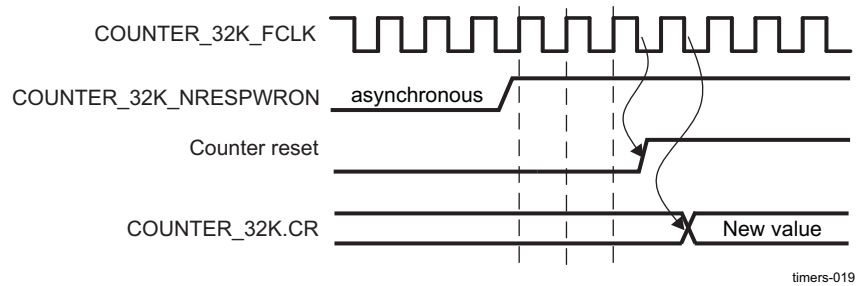 COUNTER_32K_FCLK
COUNTER_32K_NRESPWRON
asynchronous
Counter reset
COUNTER_32K.CR
New value
timers-019